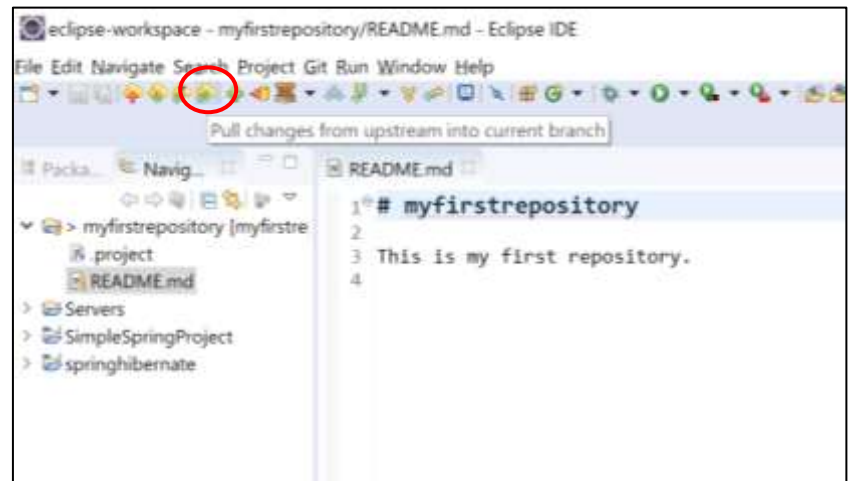 eclipse-workspace - myfirstrepository/README.md - Eclipse IDE
File Edit Navigate Search Project Git Run Window Help
Pull changes from upstream into current branch
Packa... Navig... README.md
1 # myfirstrepository
> myfirstrepository [myfirstre
2
.project
3 This is my first repository.
README.md
4
> Servers
> SimpleSpringProject
> springhibernate